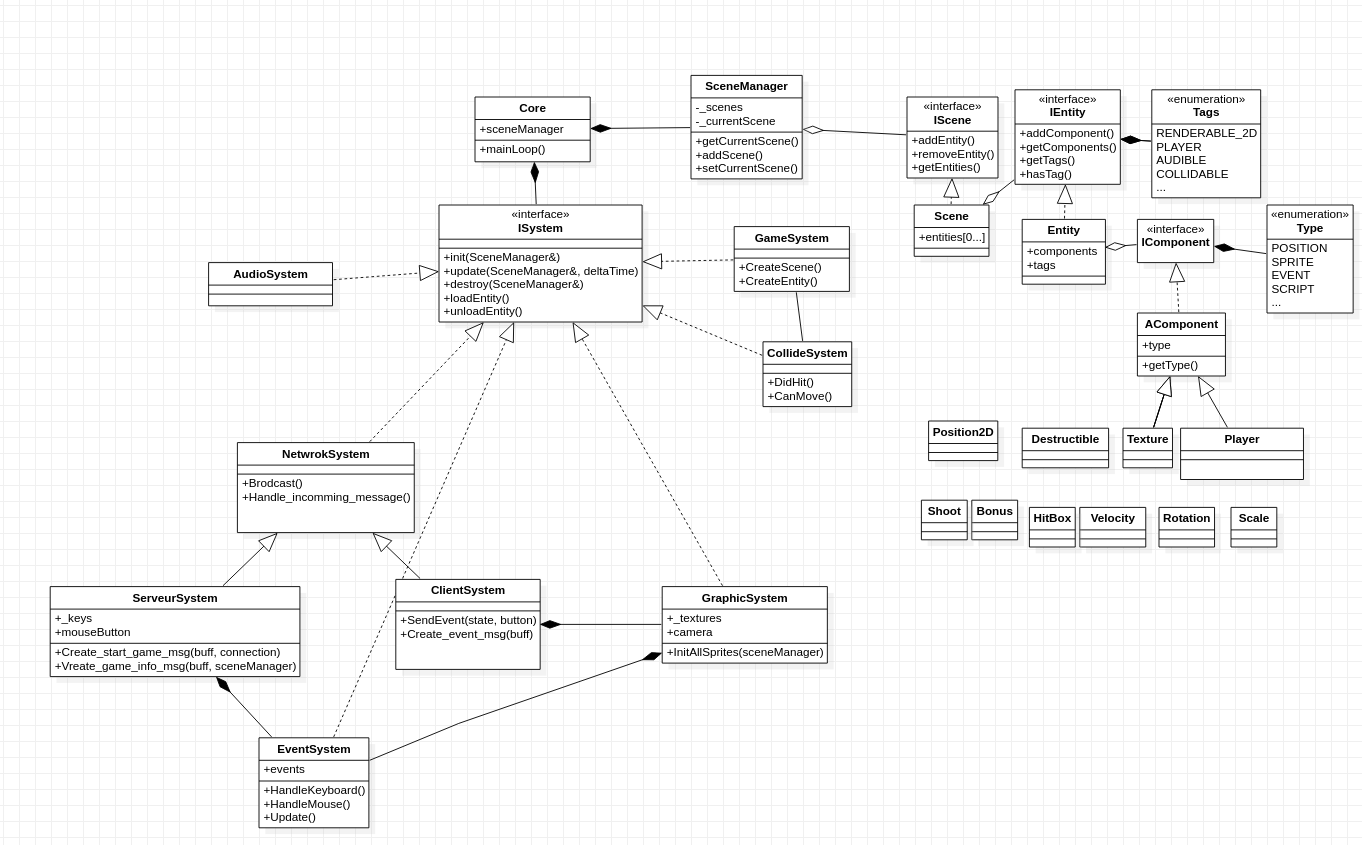 Core
+sceneManager
+mainLoop()
SceneManager
-_scenes
-_currentScene
+getCurrentScene()
+addScene()
+setCurrentScene()
«interface»
IScene
+addEntity()
+removeEntity()
+getEntities()
«interface»
IEntity
+addComponent()
+getComponents()
+getTags()
+hasTag()
«enumeration»
Tags
RENDERABLE_2D
PLAYER
AUDIBLE
COLLIDABLE
...
«interface»
ISystem
+init(SceneManager&)
+update(SceneManager&, deltaTime)
+destroy(SceneManager&)
+loadEntity()
+unloadEntity()
AudioSystem
GameSystem
+CreateScene()
+CreateEntity()
Scene
+entities[0...]
Entity
+components
+tags
«interface»
IComponent
«enumeration»
Type
POSITION
SPRITE
EVENT
SCRIPT
...
CollideSystem
+DidHit()
+CanMove()
AComponent
+type
+getType()
Position2D
Destructible
Texture
Player
NetwrokSystem
+Brodcast()
+Handle_incomming_message()
Shoot
Bonus
HitBox
Velocity
Rotation
Scale
ServeurSystem
+_keys
+mouseButton
+Create_start_game_msg(buff, connection)
+Vreate_game_info_msg(buff, sceneManager)
ClientSystem
+SendEvent(state, button)
+Create_event_msg(buff)
GraphicSystem
+_textures
+camera
+InitAllSprites(sceneManager)
EventSystem
+events
+HandleKeyboard()
+HandleMouse()
+Update()